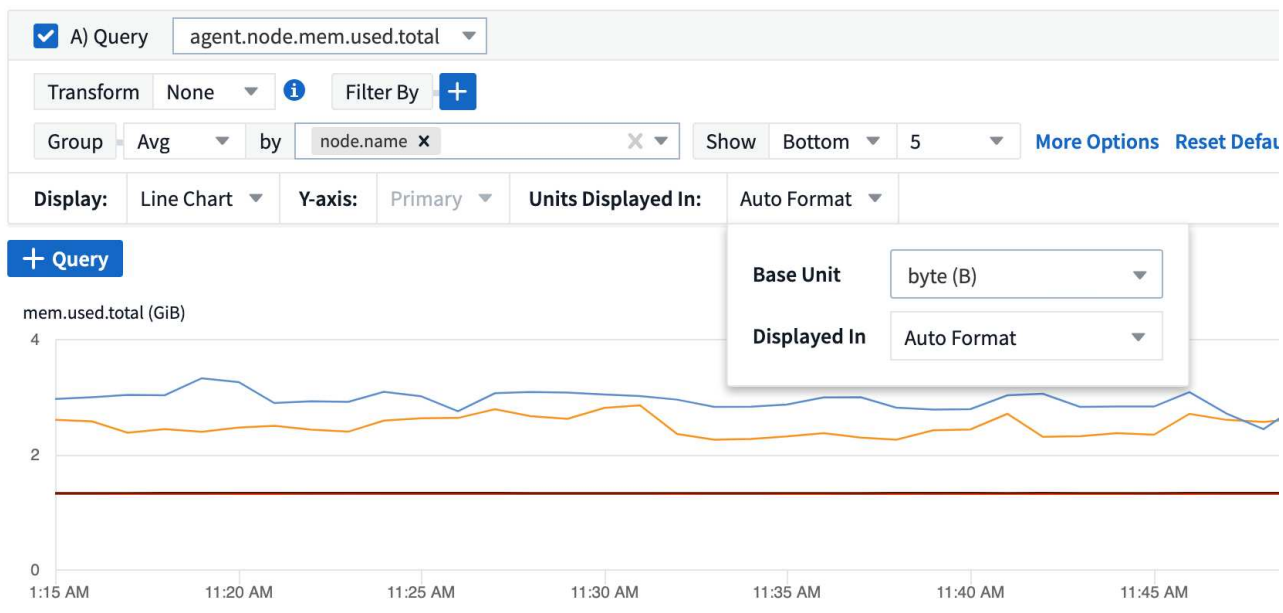 A) Query agent.node.mem.used.total
Transform None i Filter By +
Group Avg by node.name x Show Bottom 5 More Options Reset Defau
Display: Line Chart Y-axis: Primary Units Displayed In: Auto Format
+ Query
Base Unit byte (B)
Displayed In Auto Format
mem.used.total (GiB)
4
2
0
1:15 AM 11:20 AM 11:25 AM 11:30 AM 11:35 AM 11:40 AM 11:45 AM